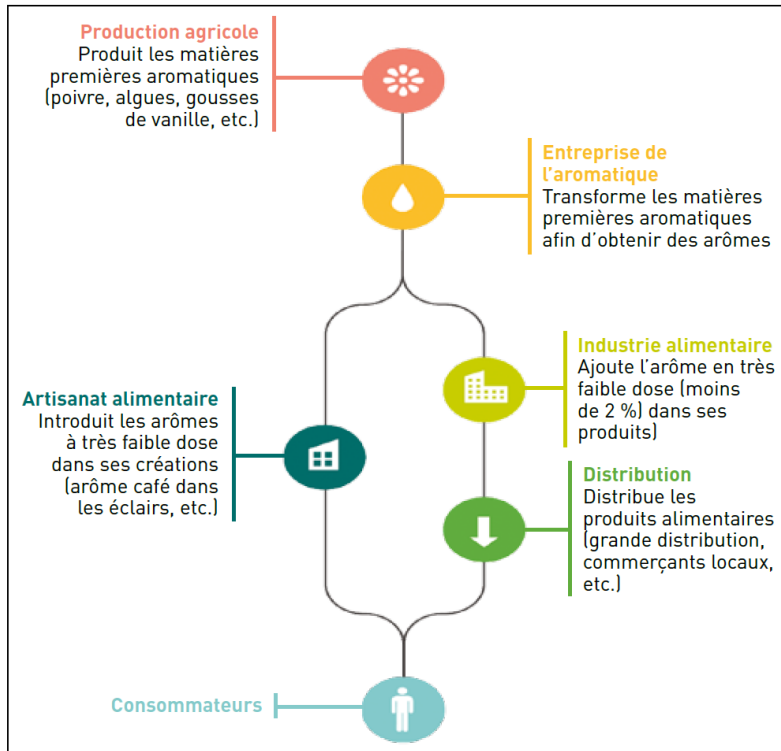 Production agricole
Produit les matières
premières aromatiques
(poivre, algues, gousses
de vanille, etc.)
Entreprise de
l'aromatique
Transforme les matières
premières aromatiques
afin d'obtenir des arômes
Industrie alimentaire
Ajoute l'arôme en très
faible dose (moins
de 2 %) dans ses
produits)
Artisanat alimentaire
Introduit les arômes
à très faible dose
dans ses créations
(arôme café dans
les éclairs, etc.)
Distribution
Distribue les
produits alimentaires
(grande distribution,
commerçants locaux,
etc.)
Consommateurs